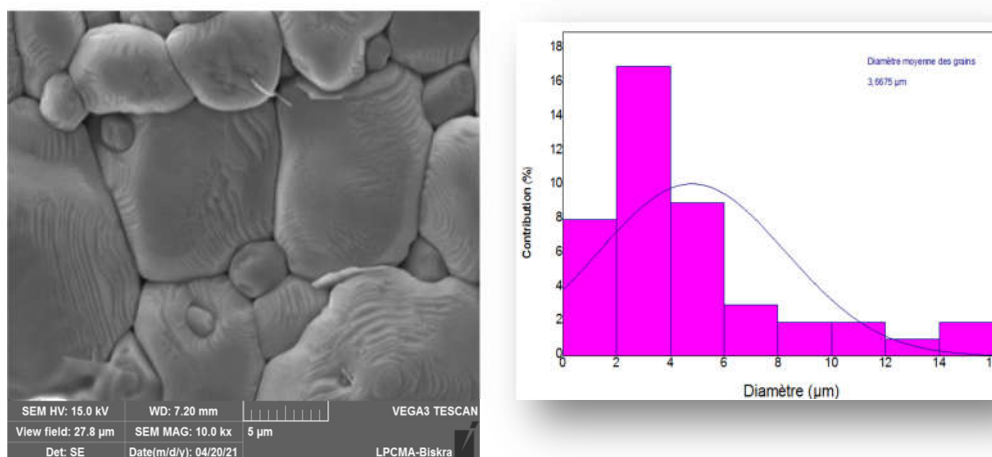 SEM HV: 15.0 kV WD: 7.20 mm VEGA3 TESCAN
View field: 27.8 µm SEM MAG: 10.0 kx 5 µm
Det: SE Date(m/d/y): 04/20/21 LPCMA-Biskra
Diamètre moyenne des grains
3,6675 µm
18
16
14
12
10
8
6
4
2
0
Contribution (%)
0 2 4 6 8 10 12 14 16
Diamètre (µm)